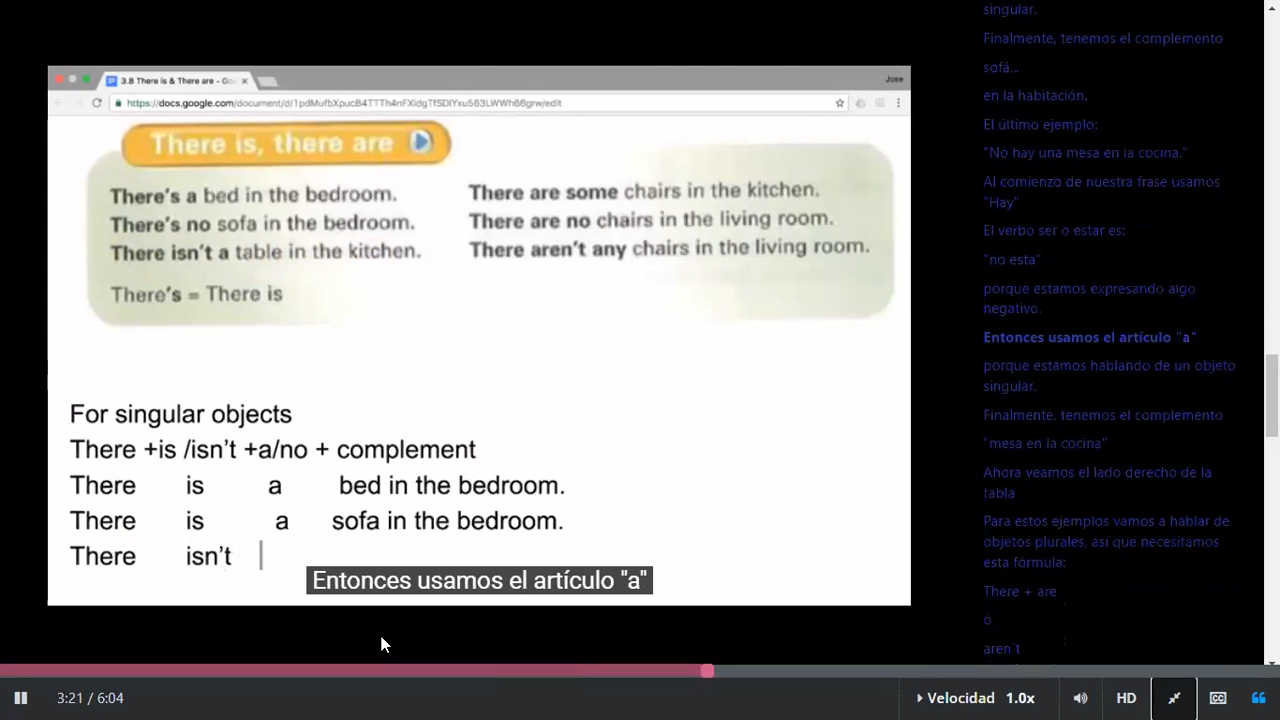 3.8 There is & There are - Go
Jose
https://docs.google.com/document/d/1pdMufbXpucB4TTTh4nFXidgTfSDIYxu563LWWh66grw/edit
There is, there are
There's a bed in the bedroom.
There's no sofa in the bedroom.
There isn't a table in the kitchen.
There's = There is
There are some chairs in the kitchen.
There are no chairs in the living room.
There aren't any chairs in the living room.
For singular objects
There +is /isn't +a/no + complement
There is a bed in the bedroom.
There is a sofa in the bedroom.
There isn't
Entonces usamos el artículo "a"
singular.
Finalmente, tenemos el complemento
sofá...
en la habitación.
El último ejemplo:
"No hay una mesa en la cocina."
Al comienzo de nuestra frase usamos
"Hay"
El verbo ser o estar es:
"no esta"
porque estamos expresando algo
negativo.
Entonces usamos el artículo "a"
porque estamos hablando de un objeto
singular.
Finalmente, tenemos el complemento
"mesa en la cocina"
Ahora veamos el lado derecho de la
tabla
Para estos ejemplos vamos a hablar de
objetos plurales, así que necesitamos
esta fórmula:
There + are
ó
aren´t
3:21 / 6:04
Velocidad 1.0x
HD
CC